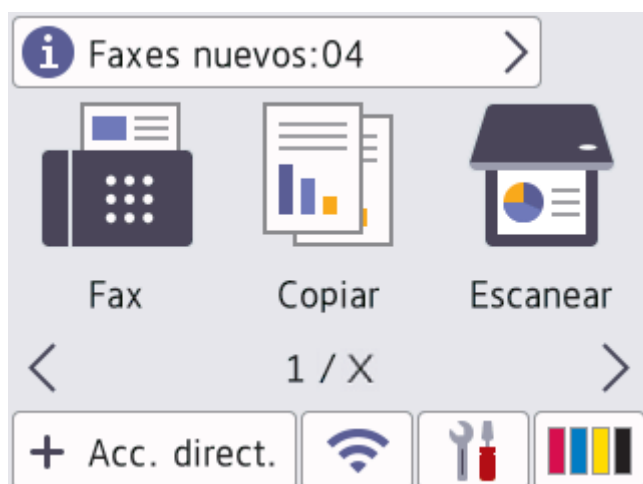 Faxes nuevos:04
Fax Copiar Escanear
1 / X
+ Acc. direct.